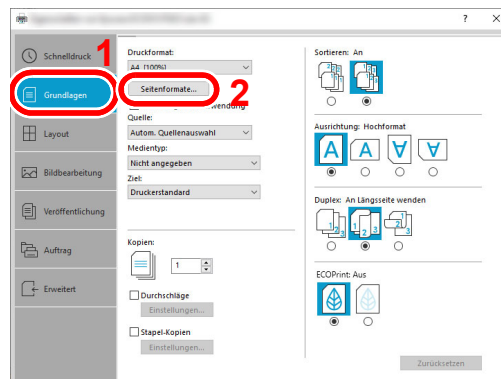 ?
Schnelldruck
1
Grundlagen
Layout
Bildbearbeitung
Veröffentlichung
Auftrag
Erweitert
Druckformat:
A4 (100%)
Seitenformate...
2
wendung
Quelle:
Autom. Quellenauswahl
Medientyp:
Nicht angegeben
Ziel:
Druckerstandard
Kopien:
1
Durchschläge
Einstellungen...
Stapel-Kopien
Einstellungen...
Sortieren: An
Ausrichtung: Hochformat
A A A A
Duplex: An Längsseite wenden
ECOPrint: Aus
Zurücksetzen